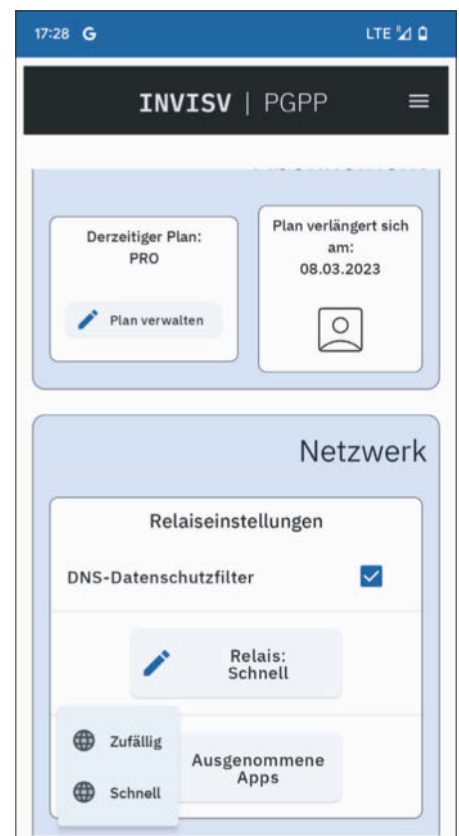 17:28 G LTE R
INVISV | PGPP
Derzeitiger Plan:
PRO
Plan verwalten
Plan verlängert sich
am:
08.03.2023
Netzwerk
Relaiseinstellungen
DNS-Datenschutzfilter
Relais:
Schnell
Zufällig
Schnell
Ausgenommene
Apps